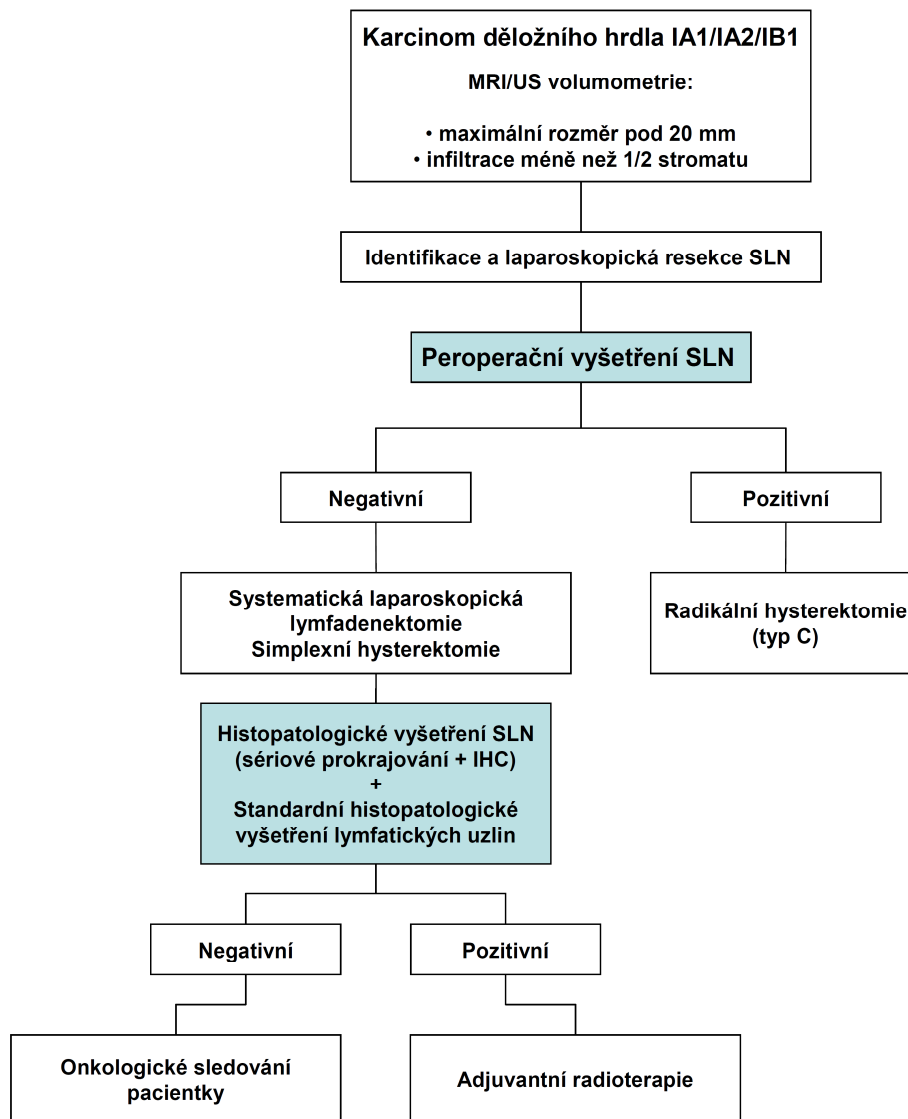 Karcinom děložního hrdla IA1/IA2/IB1
MRI/US volumometrie:
• maximální rozměr pod 20 mm
• infiltrace méně než 1/2 stromatu
Identifikace a laparoskopická resekce SLN
Peroperační vyšetření SLN
Negativní
Pozitivní
Systematická laparoskopická
lymfadenektomie
Simplexní hysterektomie
Radikální hysterektomie
(typ C)
Histopatologické vyšetření SLN
(sériové prokrajování + IHC)
+
Standardní histopatologické
vyšetření lymfatických uzlin
Negativní
Pozitivní
Onkologické sledování
pacientky
Adjuvantní radioterapie